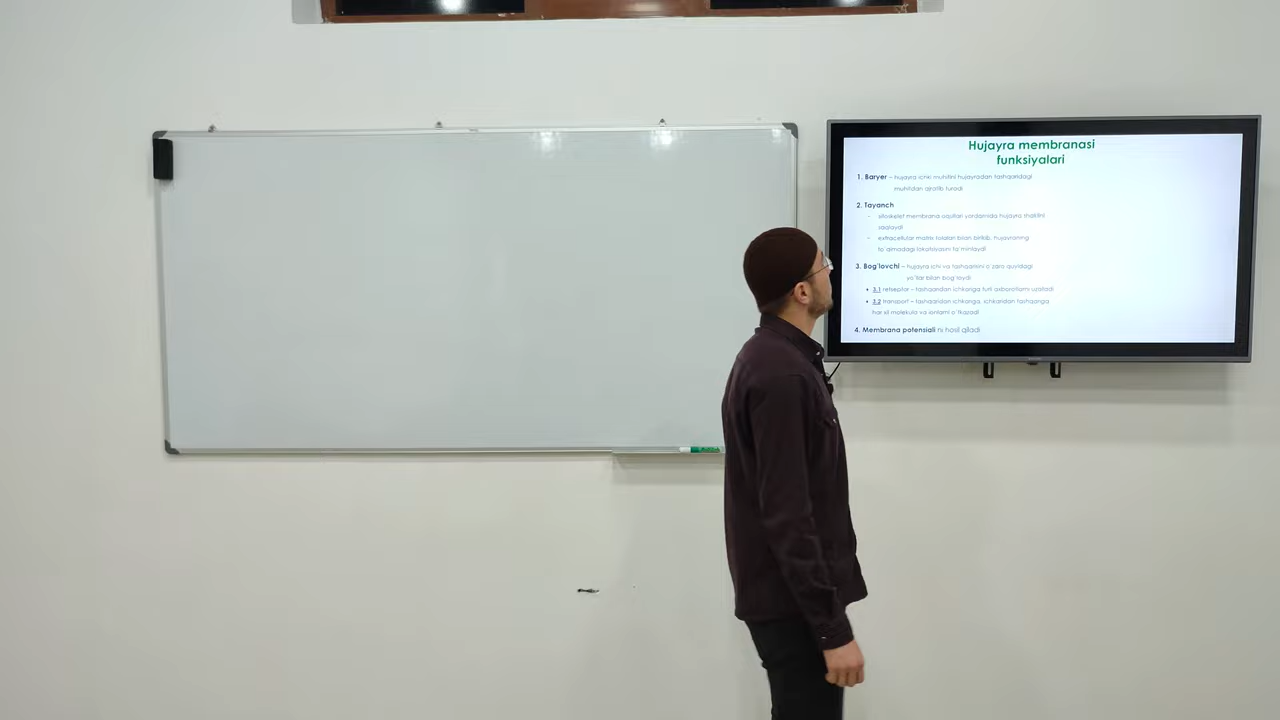 Hujayra membranasi
funksiyalari
1. Baryer – hujayra ichki muhitini hujayradan tashqaridagi
muhitdan ajratib turadi
2. Tayanch
- sitoskelet membrana oqsillari yordamida hujayra shaklini
saqlaydi
- extracellular matrix tolalari bilan birikib, hujayraning
to`qimadagi lokatsiyasini ta`minlaydi
3. Bog`lovchi – hujayra ichi va tashqarisini o`zaro quyidagi
yo`llar bilan bog`laydi
• 3.1 retseptor – tashqaridan ichkariga turli axborotlarni uzatadi
• 3.2 transport – tashqaridan ichkariga, ichkaridan tashqariga
har xil molekula va ionlarni o`tkazadi
4. Membrana potensiali ni hosil qiladi